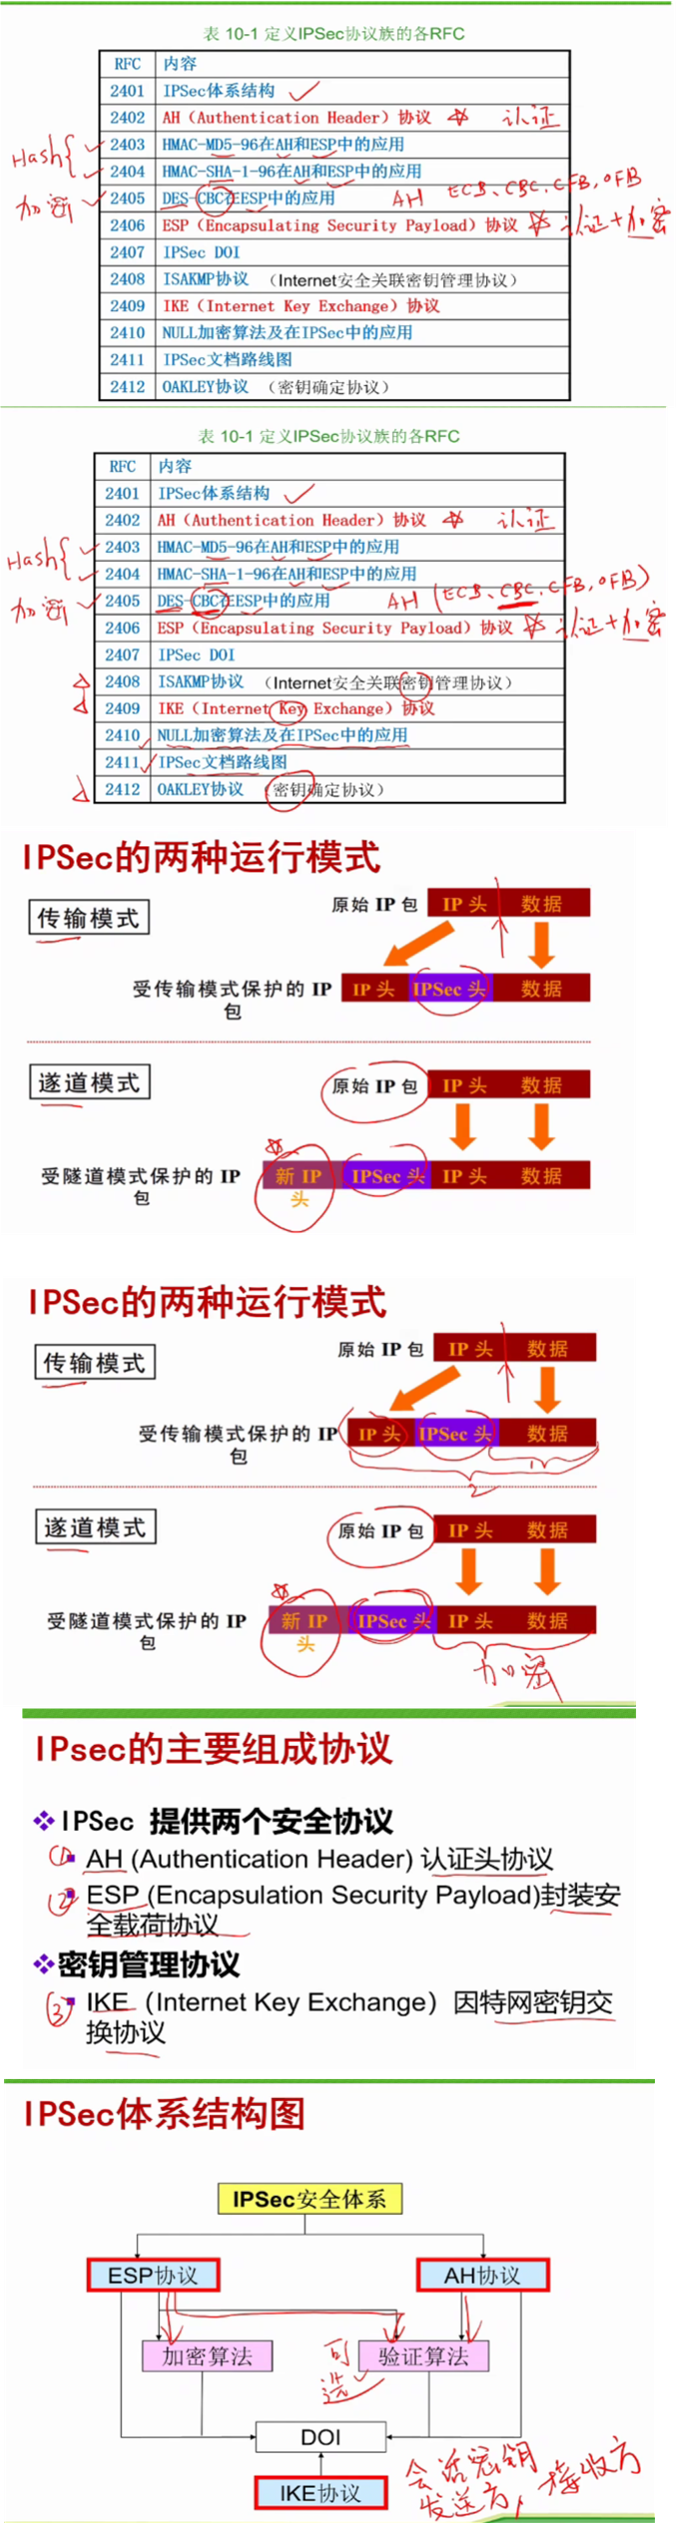 表 10-1 定义IPSec协议族的各RFC
RFC 内容
2401 IPSec体系结构
2402 AH（Authentication Header）协议 认证
2403 HMAC-MD5-96在AH和ESP中的应用
Hash{
2404 HMAC-SHA-1-96在AH和ESP中的应用
加密 2405 DES-CBC在ESP中的应用 AH ECB、CBC、CFB，OFB
2406 ESP（Encapsulating Security Payload）协议 认证+加密
2407 IPSec DOI
2408 ISAKMP协议 （Internet安全关联密钥管理协议）
2409 IKE（Internet Key Exchange）协议
2410 NULL加密算法及在IPSec中的应用
2411 IPSec文档路线图
2412 OAKLEY协议 （密钥确定协议）
表 10-1 定义IPSec协议族的各RFC
RFC 内容
2401 IPSec体系结构
2402 AH（Authentication Header）协议 认证
2403 HMAC-MD5-96在AH和ESP中的应用
Hash{
2404 HMAC-SHA-1-96在AH和ESP中的应用
加密 2405 DES-CBC在ESP中的应用 AH (ECB、CBC、CFB，OFB)
2406 ESP（Encapsulating Security Payload）协议 认证+加密
2407 IPSec DOI
2408 ISAKMP协议 （Internet安全关联密钥管理协议）
2409 IKE（Internet Key Exchange）协议
2410 NULL加密算法及在IPSec中的应用
2411 IPSec文档路线图
2412 OAKLEY协议 （密钥确定协议）
IPSec的两种运行模式
传输模式
原始 IP 包 IP 头 数据
受传输模式保护的 IP 包 IP 头 IPSec 头 数据
遂道模式
原始 IP 包 IP 头 数据
受隧道模式保护的 IP 包 新 IP 头 IPSec 头 IP 头 数据
IPSec的两种运行模式
传输模式
原始 IP 包 IP 头 数据
受传输模式保护的 IP 包 IP 头 IPSec 头 数据
1
2
遂道模式
原始 IP 包 IP 头 数据
受隧道模式保护的 IP 包 新 IP 头 IPSec 头 IP 头 数据
加密
IPsec的主要组成协议
❖IPSec 提供两个安全协议
① AH (Authentication Header) 认证头协议
② ESP (Encapsulation Security Payload)封装安
全载荷协议
❖密钥管理协议
③ IKE（Internet Key Exchange）因特网密钥交
换协议
IPSec体系结构图
IPSec安全体系
ESP协议 AH协议
加密算法 可选 验证算法
DOI
IKE协议
会话密钥
发送方，接收方